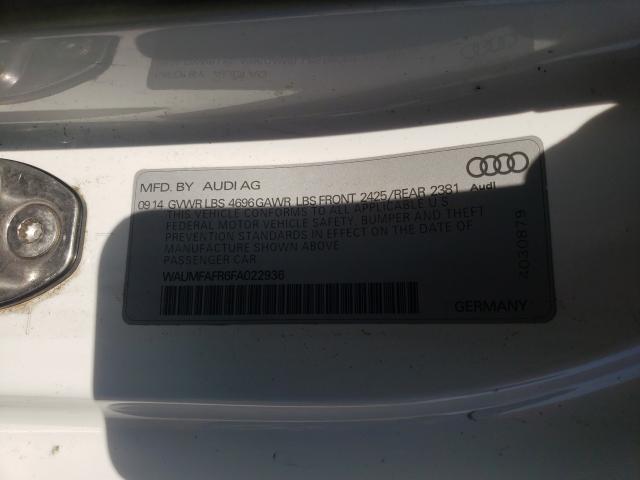 MFD. BY AUDI AG
09 14 GVWR LBS 4696 GAWR LBS FRONT 2425/REAR 2381
Audi
THIS VEHICLE CONFORMS TO ALL APPLICABLE U S
FEDERAL MOTOR VEHICLE SAFETY, BUMPER AND THEFT
PREVENTION STANDARDS IN EFFECT ON THE DATE OF
MANUFACTURE SHOWN ABOVE
PASSENGER CAR
WAUMFAFR6FA022936
4030879
GERMANY